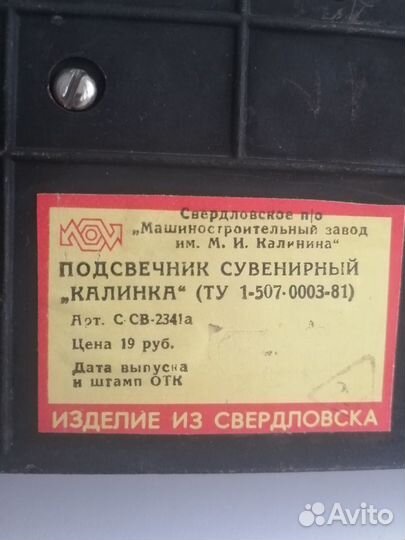 Свердловское п/о
„Машиностроительный завод
им. М. И. Калинина“
ПОДСВЕЧНИК СУВЕНИРНЫЙ
„КАЛИНКА“ (ТУ 1-507-0003-81)
Арт. С-СВ-2341а
Цена 19 руб.
Дата выпуска
и штамп ОТК
ИЗДЕЛИЕ ИЗ СВЕРДЛОВСКА
Avito